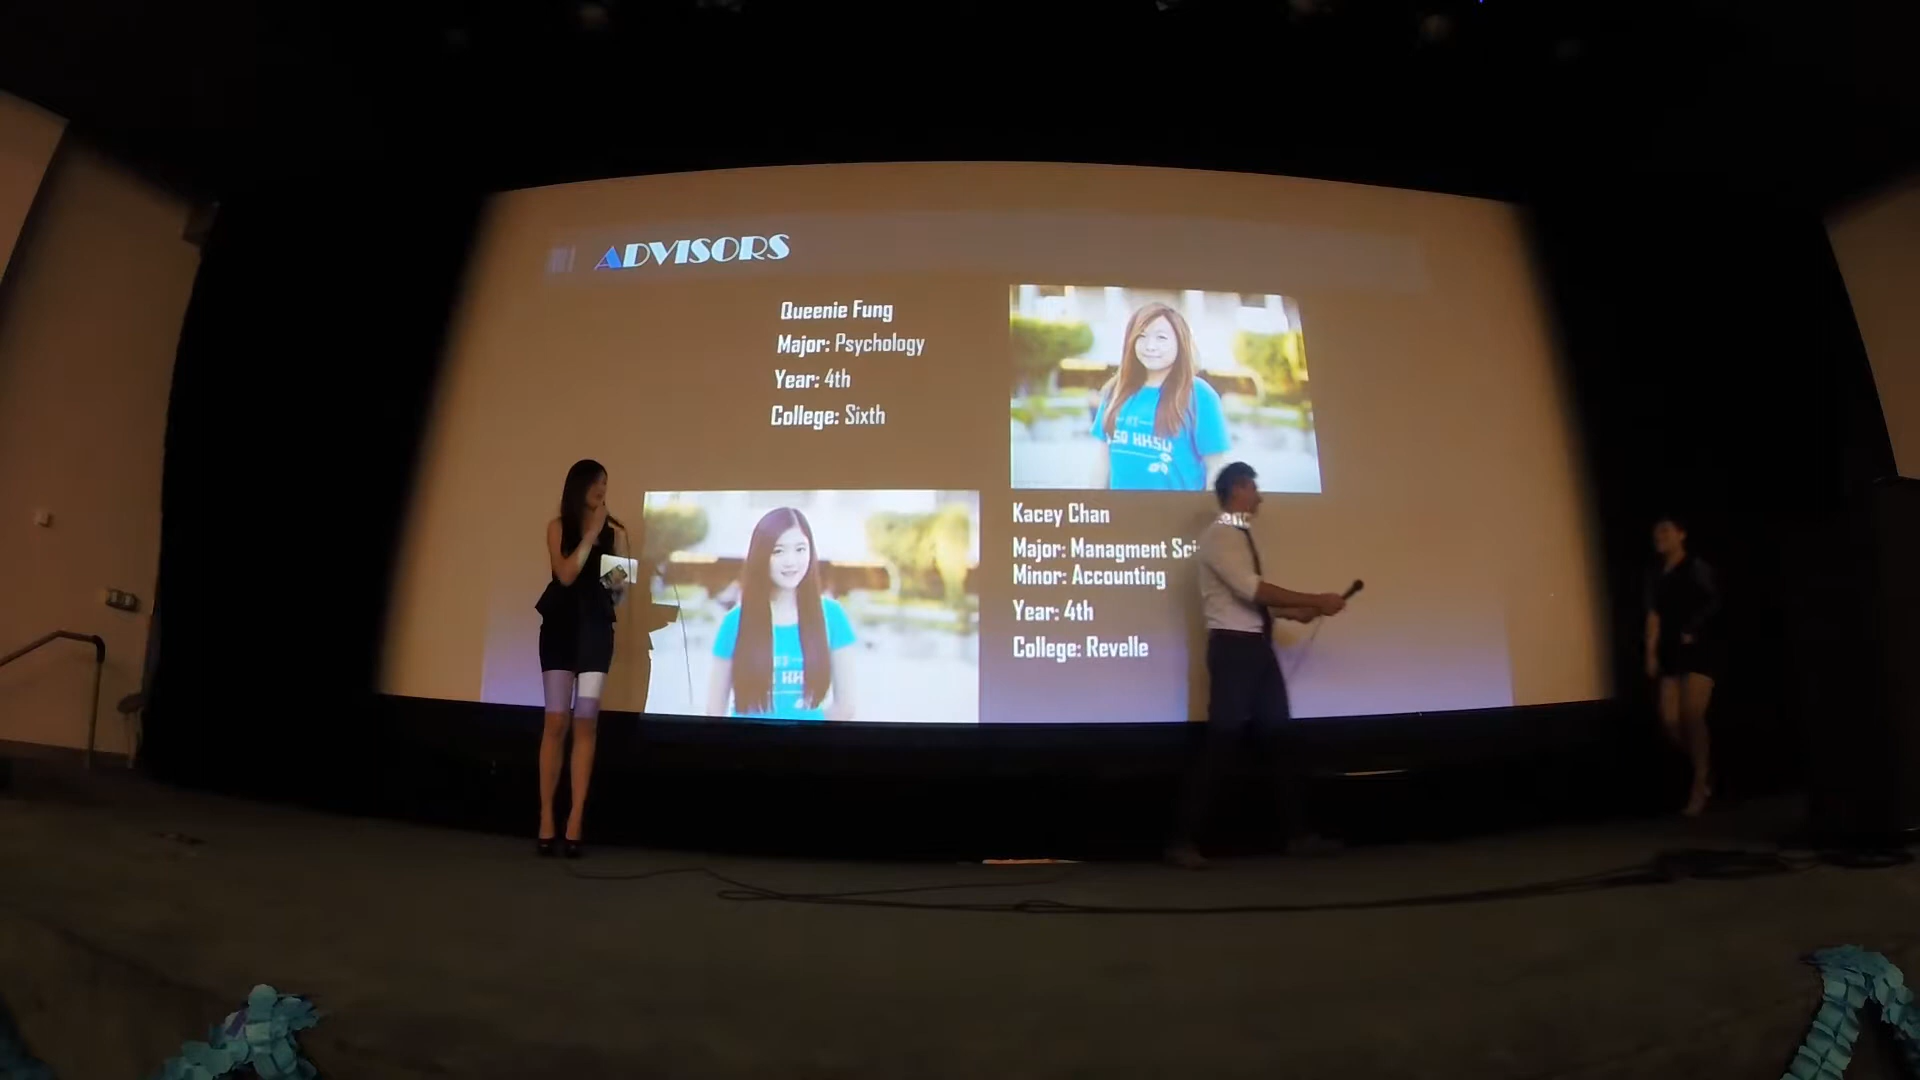 ADVISORS
Queenie Fung
Major: Psychology
Year: 4th
College: Sixth
Kacey Chan
Major: Managment
Minor: Accounting
Year: 4th
College: Revelle